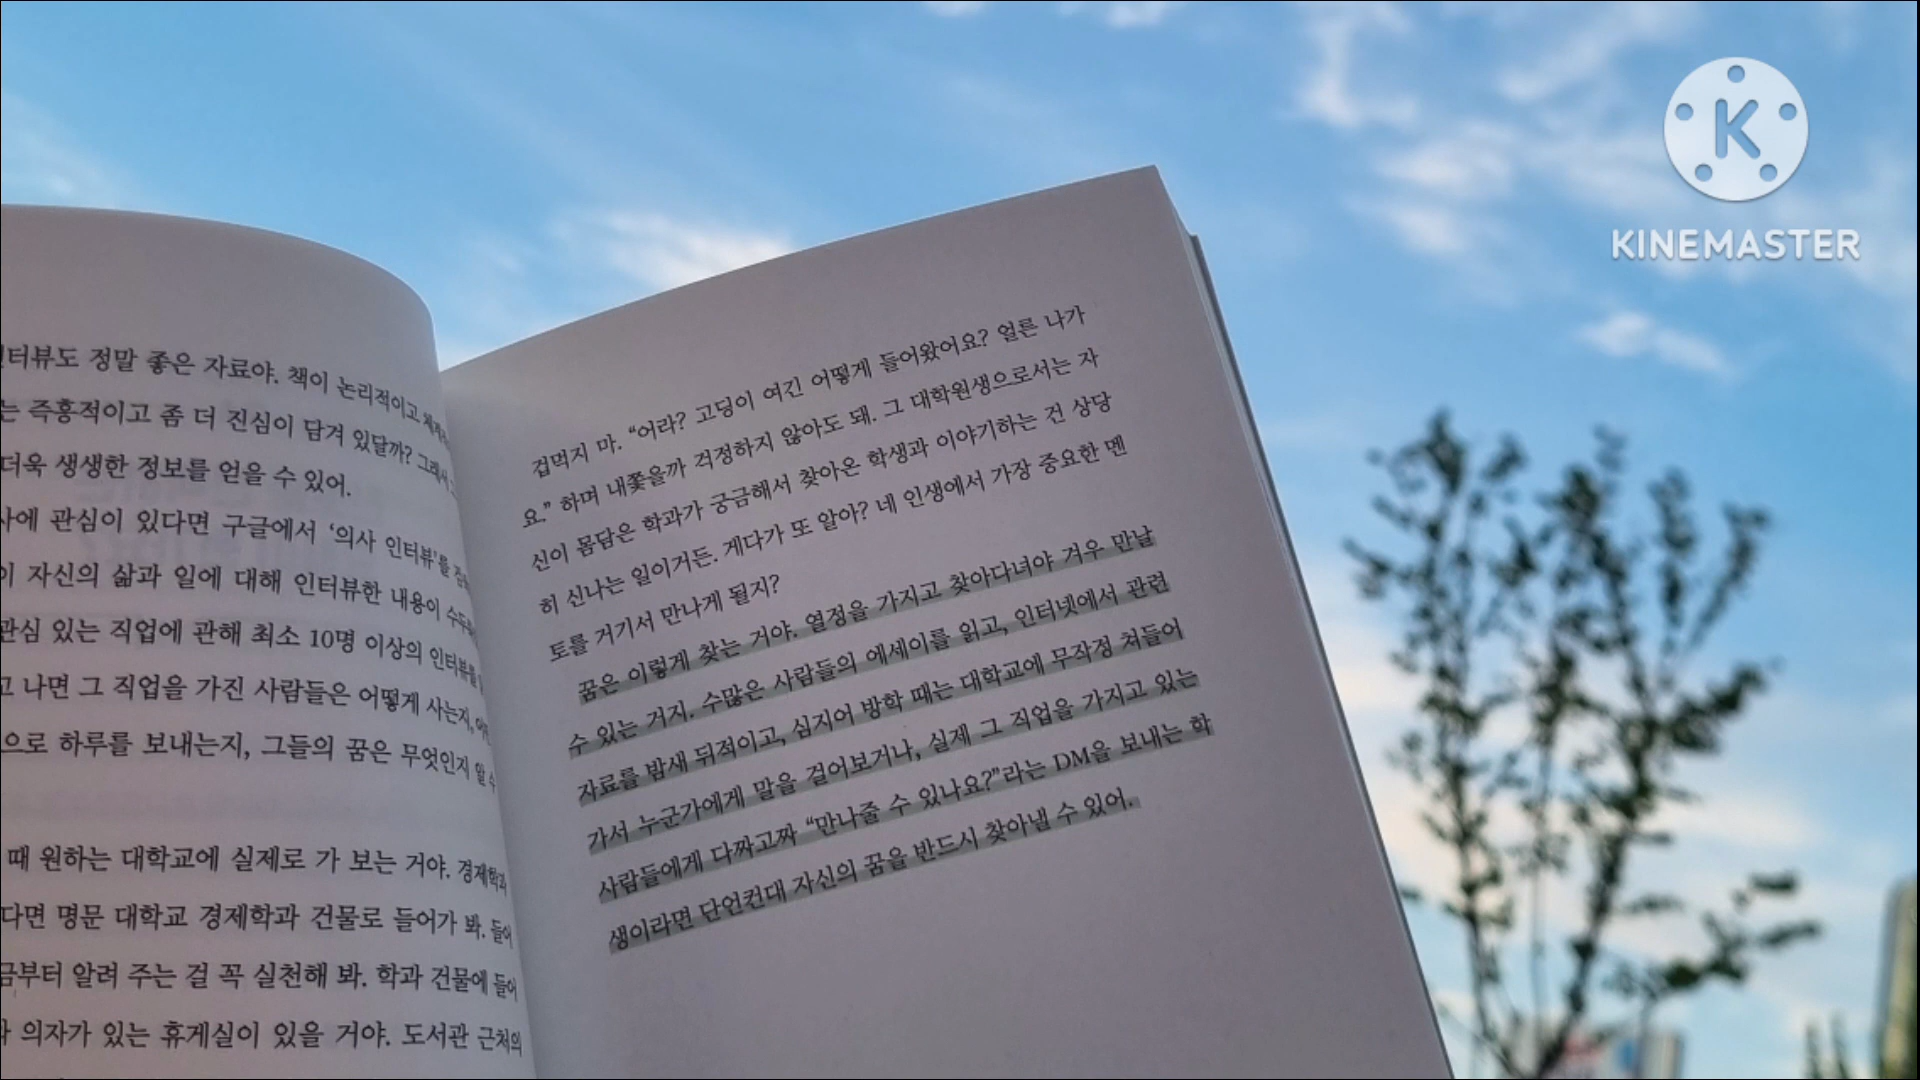 인터뷰도 정말 좋은 자료야. 책이 논리적이고
는 즉흥적이고 좀 더 진심이 담겨 있달까? 그래서
더욱 생생한 정보를 얻을 수 있어.
사에 관심이 있다면 구글에서 ‘의사 인터뷰’를
이 자신의 삶과 일에 대해 인터뷰한 내용이
관심 있는 직업에 관해 최소 10명 이상의 인터뷰를
고 나면 그 직업을 가진 사람들은 어떻게 사는지,
으로 하루를 보내는지, 그들의 꿈은 무엇인지 알 수
때 원하는 대학교에 실제로 가 보는 거야. 경제학과
다면 명문 대학교 경제학과 건물로 들어가 봐. 들어
금부터 알려 주는 걸 꼭 실천해 봐. 학과 건물에 들어
의자가 있는 휴게실이 있을 거야. 도서관 근처의
겁먹지 마. “어라? 고딩이 여긴 어떻게 들어왔어요? 얼른 나가
요.” 하며 내쫓을까 걱정하지 않아도 돼. 그 대학원생으로서는 자
신이 몸담은 학과가 궁금해서 찾아온 학생과 이야기하는 건 상당
히 신나는 일이거든. 게다가 또 알아? 네 인생에서 가장 중요한 멘
토를 거기서 만나게 될지?
꿈은 이렇게 찾는 거야. 열정을 가지고 찾아다녀야 겨우 만날
수 있는 거지. 수많은 사람들의 에세이를 읽고, 인터넷에서 관련
자료를 밤새 뒤적이고, 심지어 방학 때는 대학교에 무작정 쳐들어
가서 누군가에게 말을 걸어보거나, 실제 그 직업을 가지고 있는
사람들에게 다짜고짜 “만나줄 수 있나요?”라는 DM을 보내는 학
생이라면 단언컨대 자신의 꿈을 반드시 찾아낼 수 있어.
K
KINEMASTER